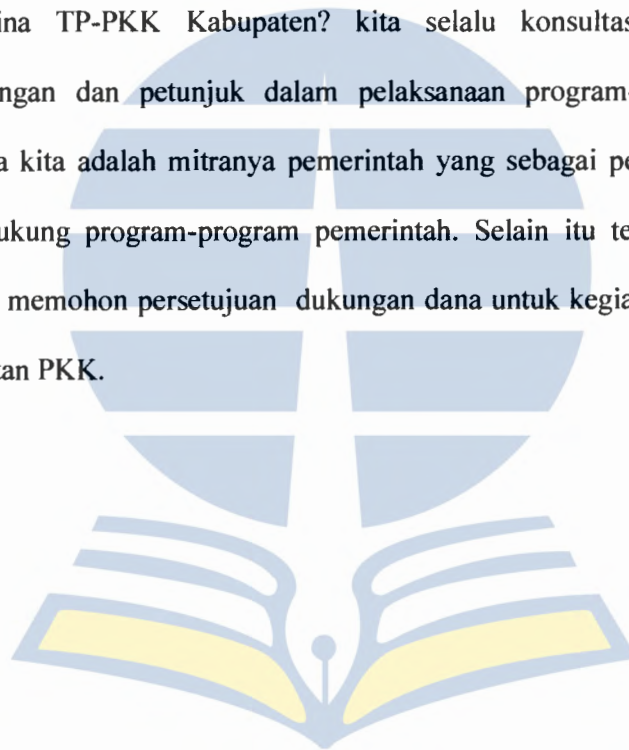 ina TP-PKK Kabupaten? kita selalu konsultas
ngan dan petunjuk dalam pelaksanaan program-
a kita adalah mitranya pemerintah yang sebagai pe
ukung program-program pemerintah. Selain itu te
memohon persetujuan dukungan dana untuk kegia
tan PKK.